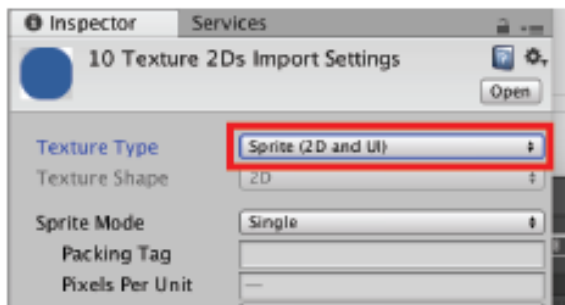 Inspector Services
10 Texture 2Ds Import Settings
Open
Texture Type Sprite (2D and UI)
Texture Shape 2D
Sprite Mode Single
Packing Tag
Pixels Per Unit —